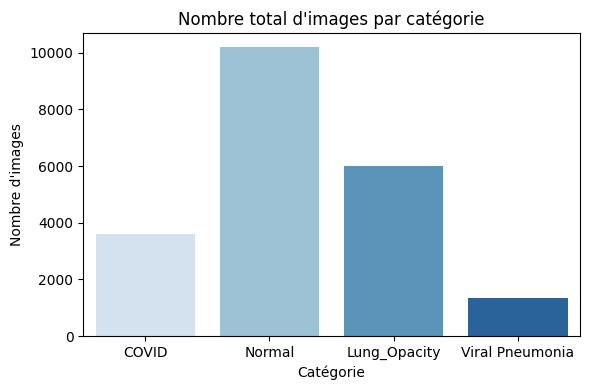 Nombre total d'images par catégorie
Nombre d'images
10000
8000
6000
4000
2000
0
COVID
Normal
Lung_Opacity
Viral Pneumonia
Catégorie